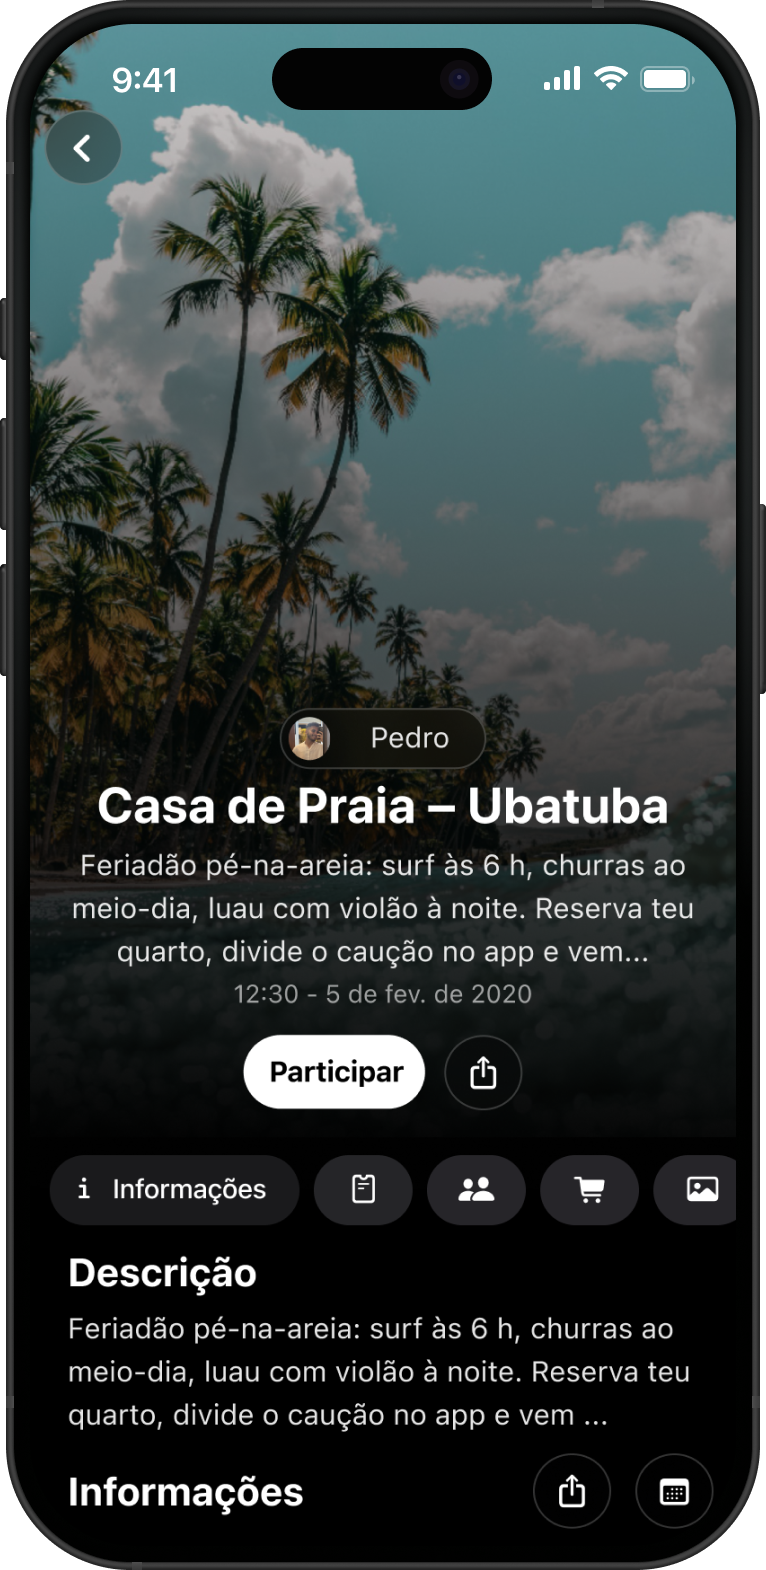 9:41
Pedro
Casa de Praia – Ubatuba
Feriadão pé-na-areia: surf às 6 h, churras ao
meio-dia, luau com violão à noite. Reserva teu
quarto, divide o caução no app e vem...
12:30 - 5 de fev. de 2020
Participar
Informações
Descrição
Feriadão pé-na-areia: surf às 6 h, churras ao
meio-dia, luau com violão à noite. Reserva teu
quarto, divide o caução no app e vem ...
Informações